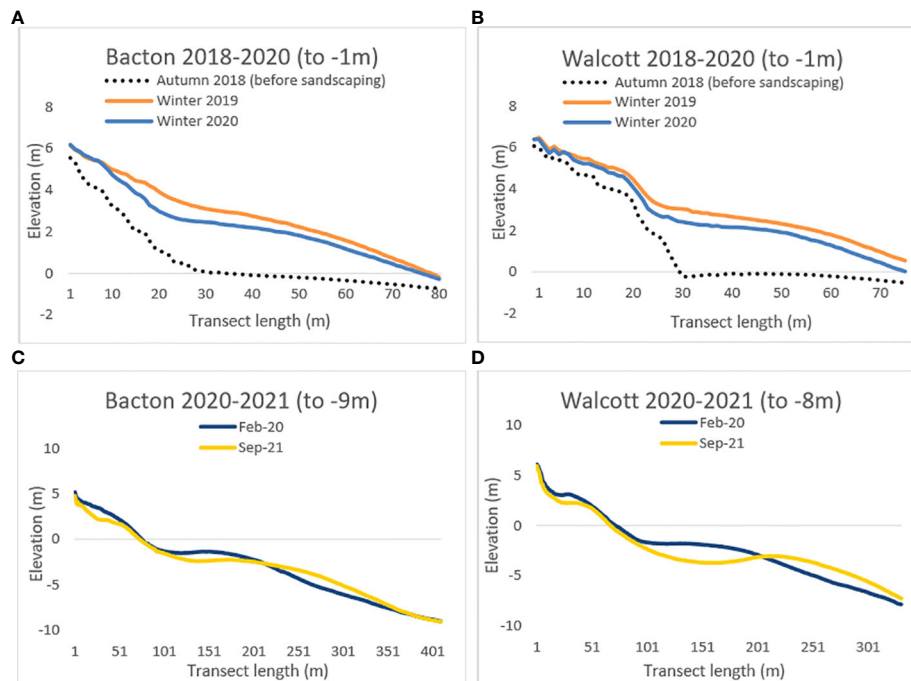 A
Bacton 2018-2020 (to -1m)
Autumn 2018 (before sandscaping)
Winter 2019
Winter 2020
Elevation (m)
8
6
4
2
0
-2
1 10 20 30 40 50 60 70 80
Transect length (m)
B
Walcott 2018-2020 (to -1m)
Autumn 2018 (before sandscaping)
Winter 2019
Winter 2020
Elevation (m)
8
6
4
2
0
-2
1 10 20 30 40 50 60 70
Transect length (m)
C
Bacton 2020-2021 (to -9m)
Feb-20
Sep-21
Elevation (m)
10
5
0
-5
-10
1 51 101 151 201 251 301 351 401
Transect length (m)
D
Walcott 2020-2021 (to -8m)
Feb-20
Sep-21
Elevation (m)
10
5
0
-5
-10
1 51 101 151 201 251 301
Transect length (m)